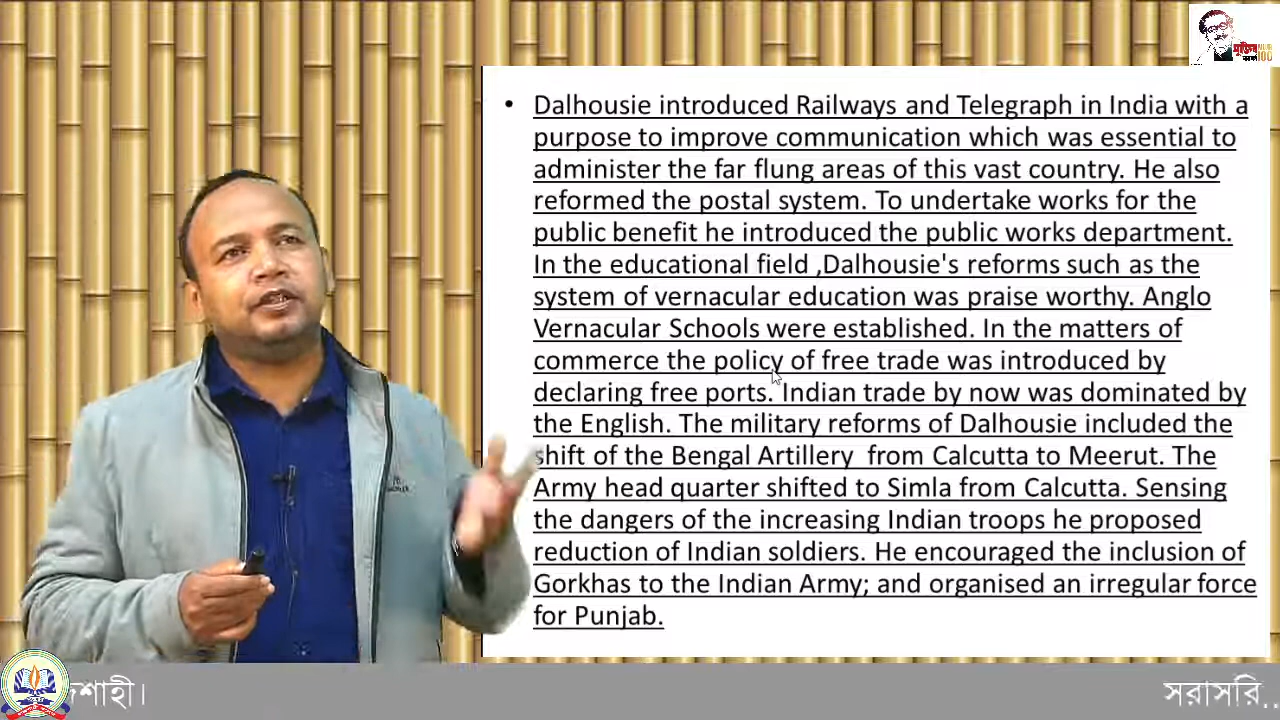 • Dalhousie introduced Railways and Telegraph in India with a
purpose to improve communication which was essential to
administer the far flung areas of this vast country. He also
reformed the postal system. To undertake works for the
public benefit he introduced the public works department.
In the educational field ,Dalhousie's reforms such as the
system of vernacular education was praise worthy. Anglo
Vernacular Schools were established. In the matters of
commerce the policy of free trade was introduced by
declaring free ports. Indian trade by now was dominated by
the English. The military reforms of Dalhousie included the
shift of the Bengal Artillery from Calcutta to Meerut. The
Army head quarter shifted to Simla from Calcutta. Sensing
the dangers of the increasing Indian troops he proposed
reduction of Indian soldiers. He encouraged the inclusion of
Gorkhas to the Indian Army; and organised an irregular force
for Punjab.
সরাসরি..